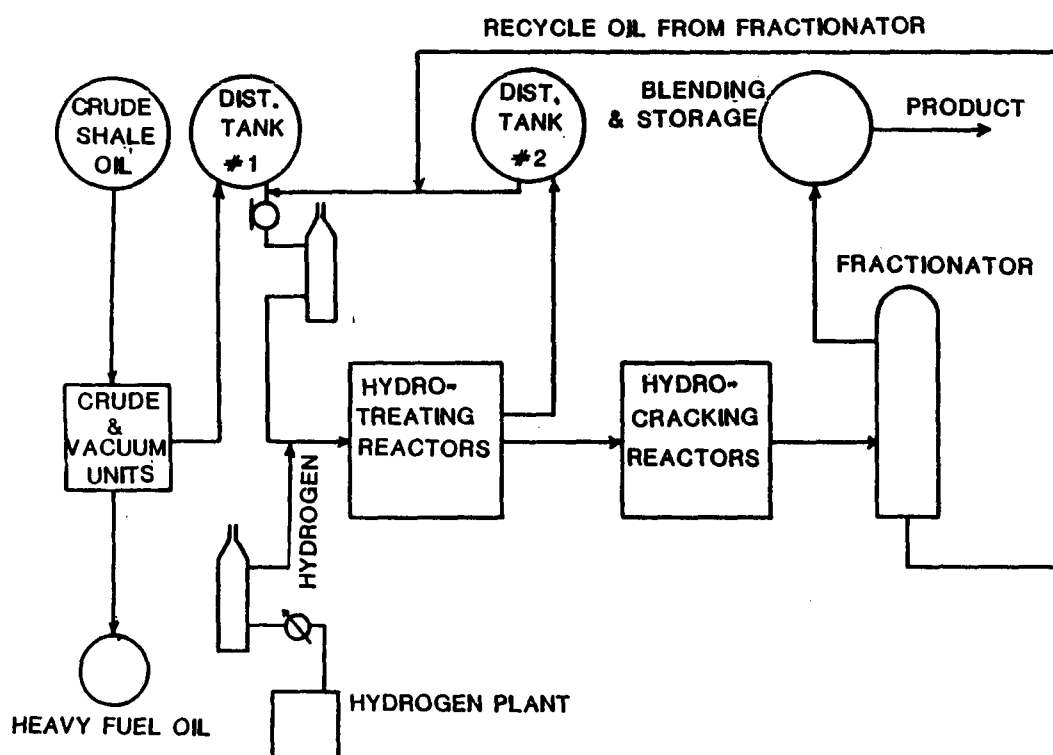 RECYCLE OIL FROM FRACTIONATOR
CRUDE
SHALE
OIL
DIST.
TANK
#1
DIST.
TANK
#2
BLENDING
& STORAGE
PRODUCT
FRACTIONATOR
CRUDE
&
VACUUM
UNITS
HYDRO-
TREATING
REACTORS
HYDRO-
CRACKING
REACTORS
HYDROGEN
HEAVY FUEL OIL
HYDROGEN PLANT